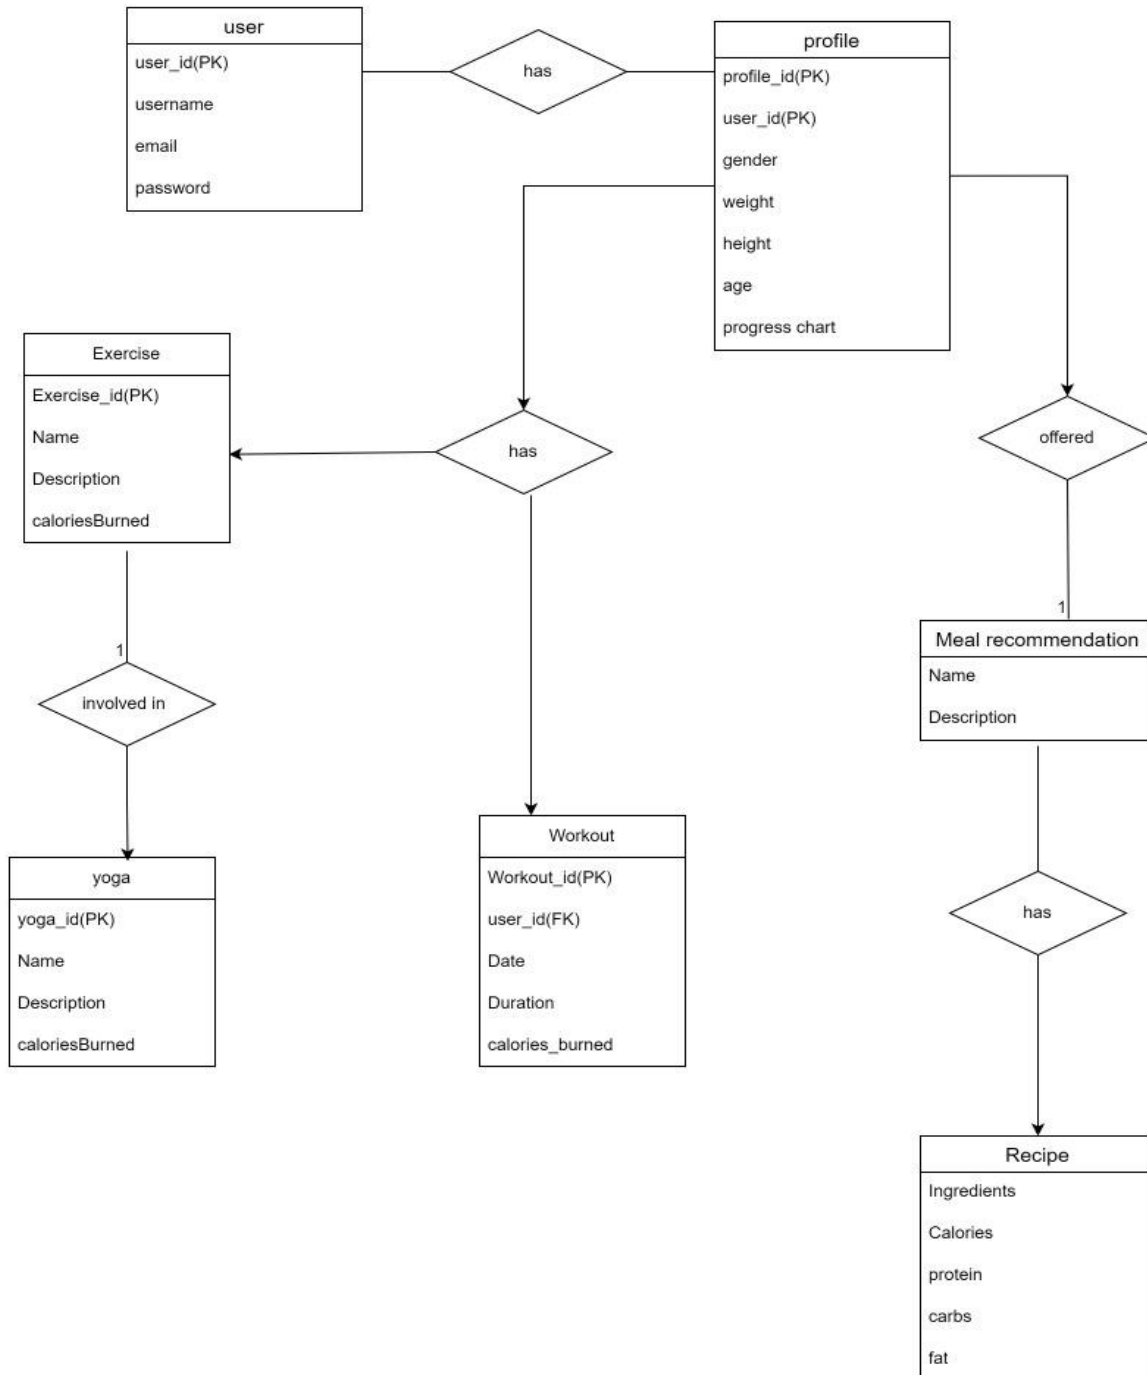 user
user_id(PK)
username
email
password
has
profile
profile_id(PK)
user_id(PK)
gender
weight
height
age
progress chart
Exercise
Exercise_id(PK)
Name
Description
caloriesBurned
has
offered
1
involved in
1
Meal recommendation
Name
Description
yoga
yoga_id(PK)
Name
Description
caloriesBurned
Workout
Workout_id(PK)
user_id(FK)
Date
Duration
calories_burned
has
Recipe
Ingredients
Calories
protein
carbs
fat